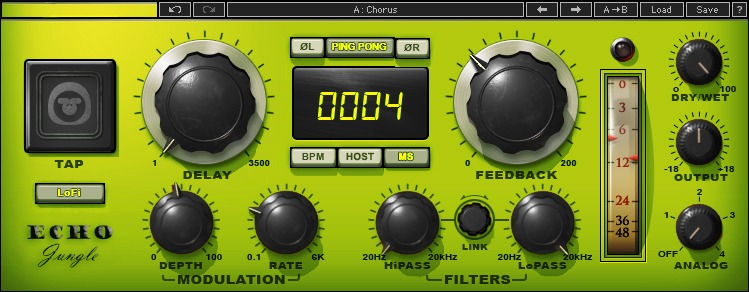 A: Chorus
A→B
Load
Save
?
ØL
PING PONG
ØR
0004
BPM
HOST
MS
TAP
LoFi
ECHO
Jungle
1
3500
DELAY
0
200
FEEDBACK
0
100
DEPTH
0.1
6K
RATE
MODULATION
20Hz
20kHz
HiPASS
LINK
20Hz
20kHz
LoPASS
FILTERS
0
3
6
12
24
36
48
0
100
DRY/WET
-18
+18
OUTPUT
OFF
1
2
3
4
ANALOG